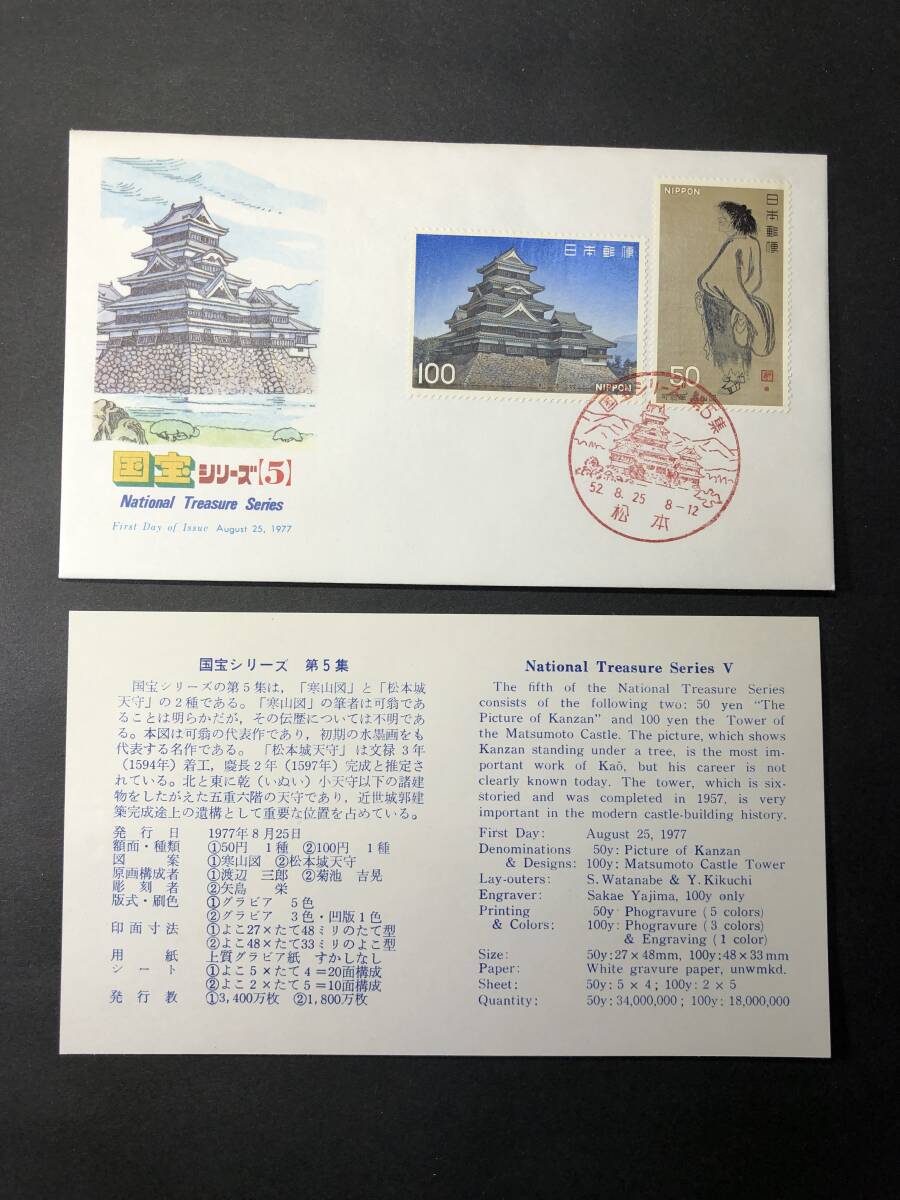 国宝シリーズ【5】
National Treasure Series
First Day of Issue August 25, 1977
日本郵便
100
NIPPON
NIPPON
日本郵便
50
国宝シリーズ 第5集
52. 8. 25 8-12
松本
国宝シリーズ 第5集
国宝シリーズの第5集は，「寒山図」と「松本城
天守」の2種である。「寒山図」の筆者は可翁であ
ることは明らかだが，その伝歴については不明であ
る。本図は可翁の代表作であり，初期の水墨画をも
代表する名作である。「松本城天守」は文禄3年
（1594年）着工，慶長2年（1597年）完成と推定さ
れている。北と東に乾（いぬい）小天守以下の諸建
物をしたがえた五重六階の天守であり，近世城郭建
築完成途上の遺構として重要な位置を占めている。
発行日 1977年8月25日
額面・種類 ①50円 1種 ②100円 1種
図案 ①寒山図 ②松本城天守
原画構成者 ①渡辺 三郎 ②菊池 吉晃
彫刻者 ②矢島 栄
版式・刷色 ①グラビア 5色
②グラビア 3色・凹版1色
印面寸法 ①よこ27×たて48ミリのたて型
②よこ48×たて33ミリのよこ型
用紙 上質グラビア紙 すかしなし
シート ①よこ5×たて4＝20面構成
②よこ2×たて5＝10面構成
発行数 ①3,400万枚 ②1,800万枚
National Treasure Series V
The fifth of the National Treasure Series
consists of the following two: 50 yen "The
Picture of Kanzan" and 100 yen the Tower of
the Matsumoto Castle. The picture, which shows
Kanzan standing under a tree, is the most im-
portant work of Kaō, but his career is not
clearly known today. The tower, which is six-
storied and was completed in 1957, is very
important in the modern castle-building history.
First Day: August 25, 1977
Denominations 50y: Picture of Kanzan
& Designs: 100y: Matsumoto Castle Tower
Lay-outers: S. Watanabe & Y. Kikuchi
Engraver: Sakae Yajima, 100y only
Printing 50y: Phogravure (5 colors)
& Colors: 100y: Phogravure (3 colors)
& Engraving (1 color)
Size: 50y: 27×48mm, 100y: 48×33mm
Paper: White gravure paper, unwmkd.
Sheet: 50y: 5×4; 100y: 2×5
Quantity: 50y: 34,000,000; 100y: 18,000,000